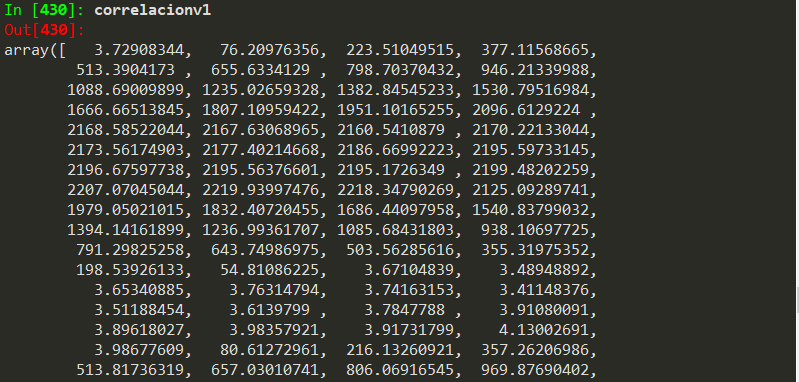 In [430]: correlacionv1
Out[430]:
array([   3.72908344,   76.20976356,  223.51049515,  377.11568665,
        513.3904173 ,  655.6334129 ,  798.70370432,  946.21339988,
       1088.69009899, 1235.02659328, 1382.84545233, 1530.79516984,
       1666.66513845, 1807.10959422, 1951.10165255, 2096.6129224 ,
       2168.58522044, 2167.63068965, 2160.5410879 , 2170.22133044,
       2173.56174903, 2177.40214668, 2186.66992223, 2195.59733145,
       2196.67597738, 2195.56376601, 2195.1726349 , 2199.48202259,
       2207.07045044, 2219.93997476, 2218.34790269, 2125.09289741,
       1979.05021015, 1832.40720455, 1686.44097958, 1540.83799032,
       1394.14161899, 1236.99361707, 1085.68431803,  938.10697725,
        791.29825258,  643.74986975,  503.56285616,  355.31975352,
        198.53926133,   54.81086225,    3.67104839,    3.48948892,
          3.65340885,    3.76314794,    3.74163153,    3.41148376,
          3.51188454,    3.6139799 ,    3.7847788 ,    3.91080091,
          3.89618027,    3.98357921,    3.91731799,    4.13002691,
          3.98677609,   80.61272961,  216.13260921,  357.26206986,
        513.81736319,  657.03010741,  806.06916545,  969.87690402,